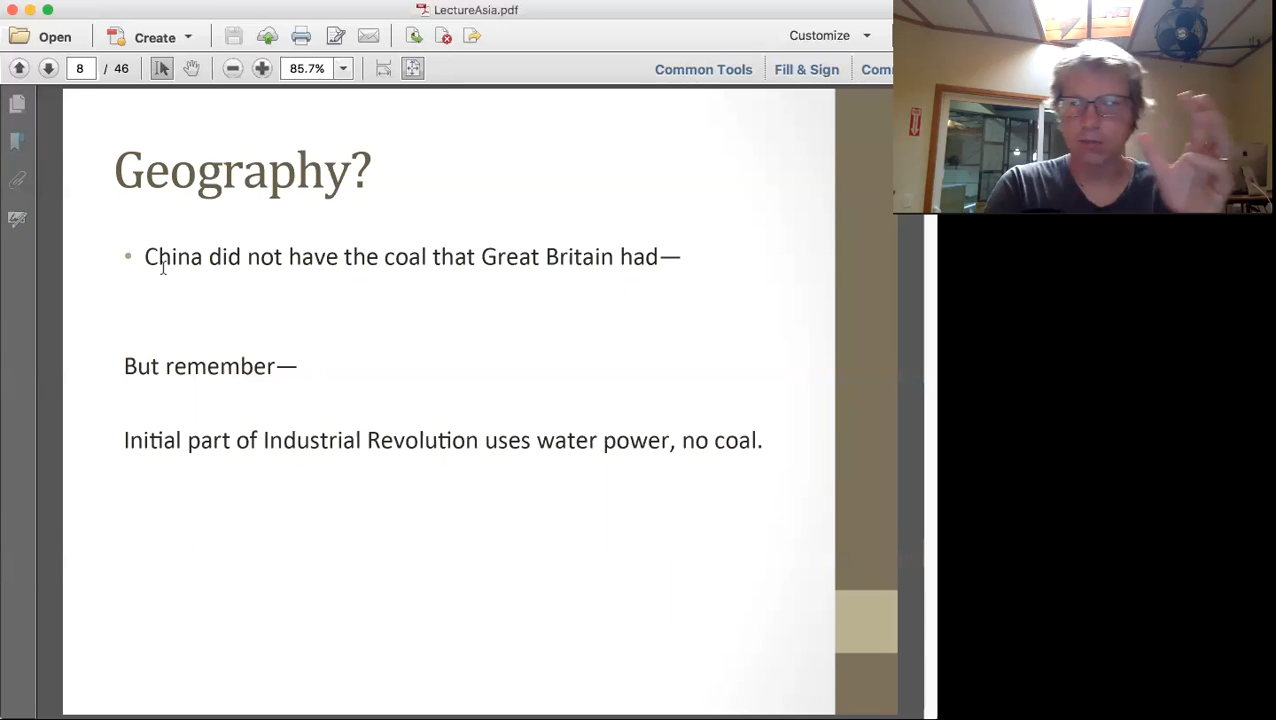 LectureAsia.pdf
Open
Create
Customize
8 / 46
85.7%
Common Tools
Fill & Sign
Geography?
• China did not have the coal that Great Britain had—
But remember—
Initial part of Industrial Revolution uses water power, no coal.